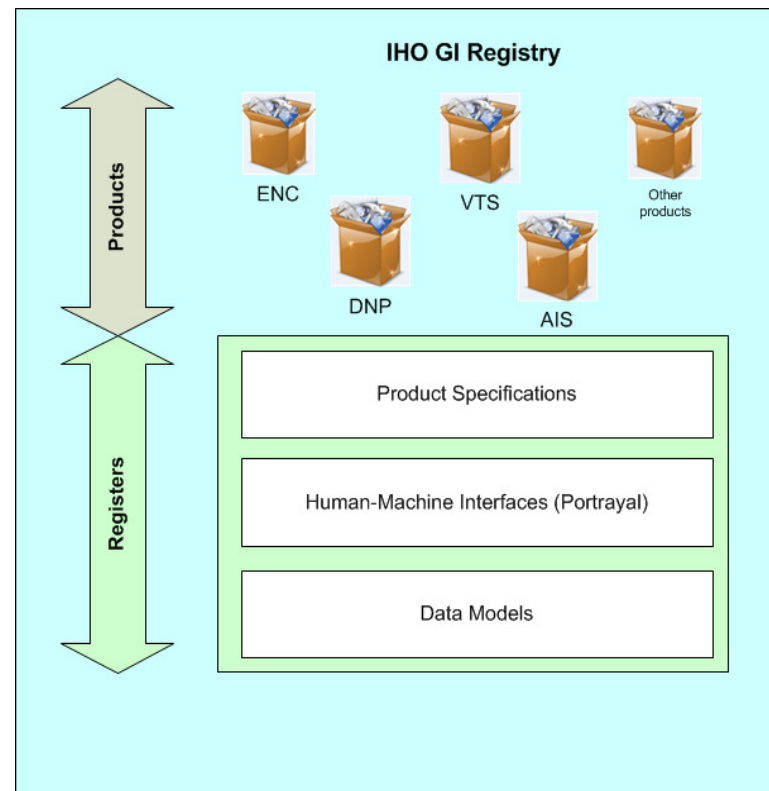 IHO GI Registry
Products
ENC
VTS
Other
products
DNP
AIS
Registers
Product Specifications
Human-Machine Interfaces (Portrayal)
Data Models